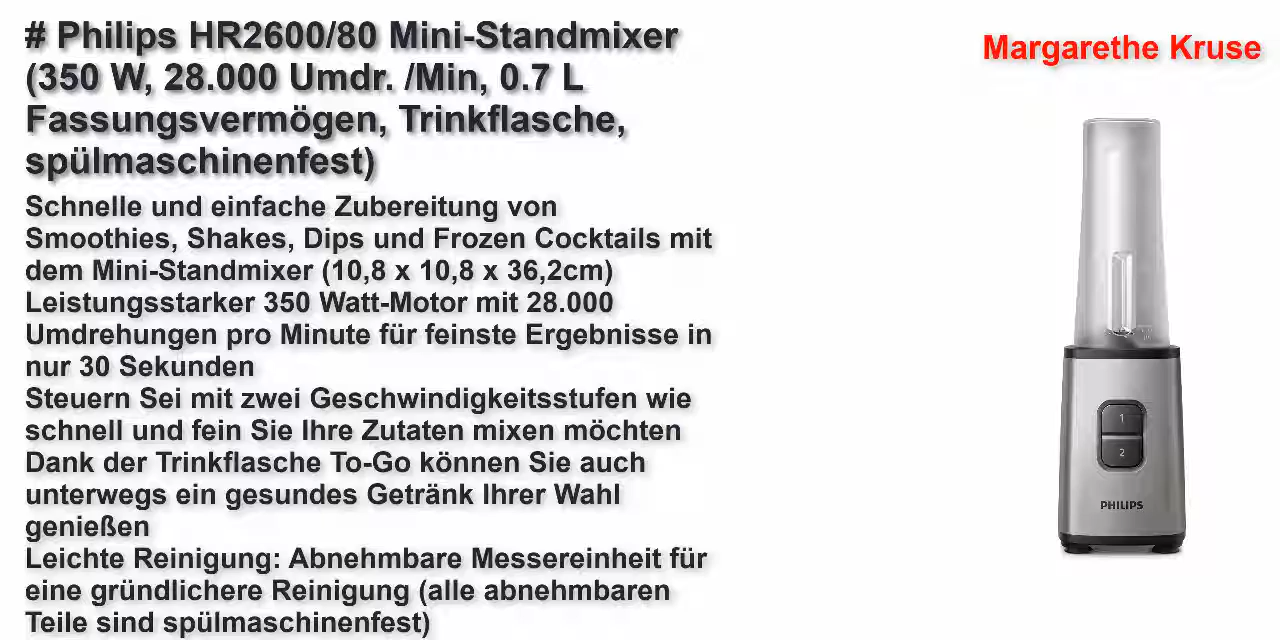 # Philips HR2600/80 Mini-Standmixer
(350 W, 28.000 Umdr. /Min, 0.7 L
Fassungsvermögen, Trinkflasche,
spülmaschinenfest)
Schnelle und einfache Zubereitung von
Smoothies, Shakes, Dips und Frozen Cocktails mit
dem Mini-Standmixer (10,8 x 10,8 x 36,2cm)
Leistungsstarker 350 Watt-Motor mit 28.000
Umdrehungen pro Minute für feinste Ergebnisse in
nur 30 Sekunden
Steuern Sei mit zwei Geschwindigkeitsstufen wie
schnell und fein Sie Ihre Zutaten mixen möchten
Dank der Trinkflasche To-Go können Sie auch
unterwegs ein gesundes Getränk Ihrer Wahl
genießen
Leichte Reinigung: Abnehmbare Messereinheit für
eine gründlichere Reinigung (alle abnehmbaren
Teile sind spülmaschinenfest)
Margarethe Kruse
1
2
PHILIPS